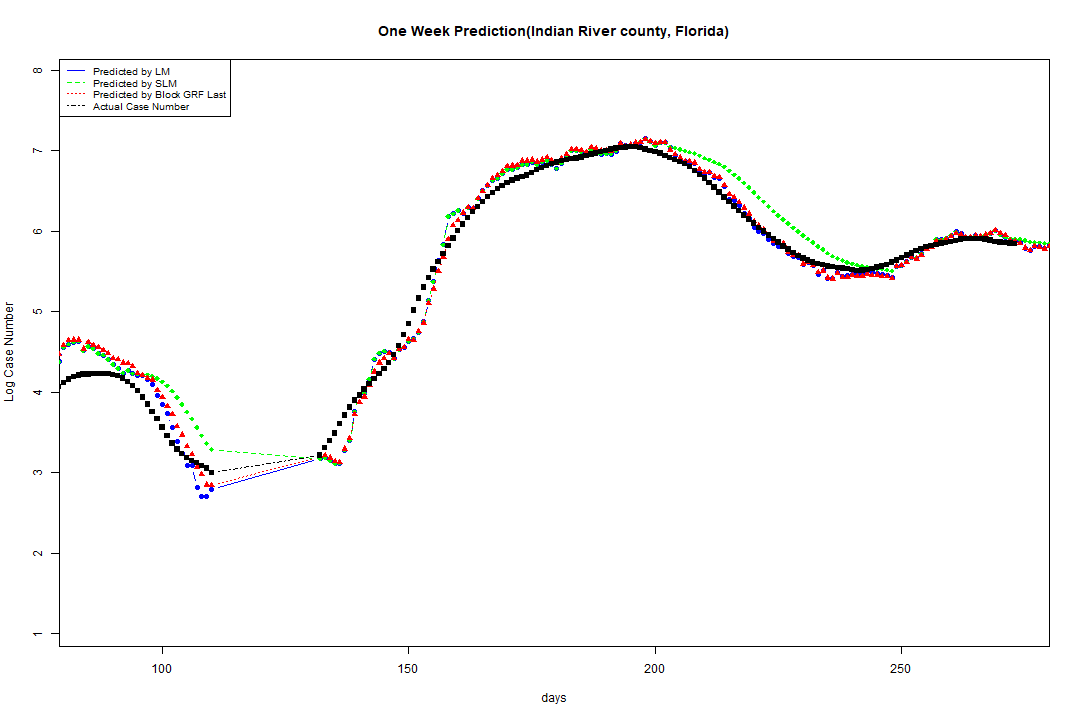 One Week Prediction(Indian River county, Florida)
Predicted by LM
Predicted by SLM
Predicted by Block GRF Last
Actual Case Number
8
7
6
5
4
3
2
1
Log Case Number
100 150 200 250
days